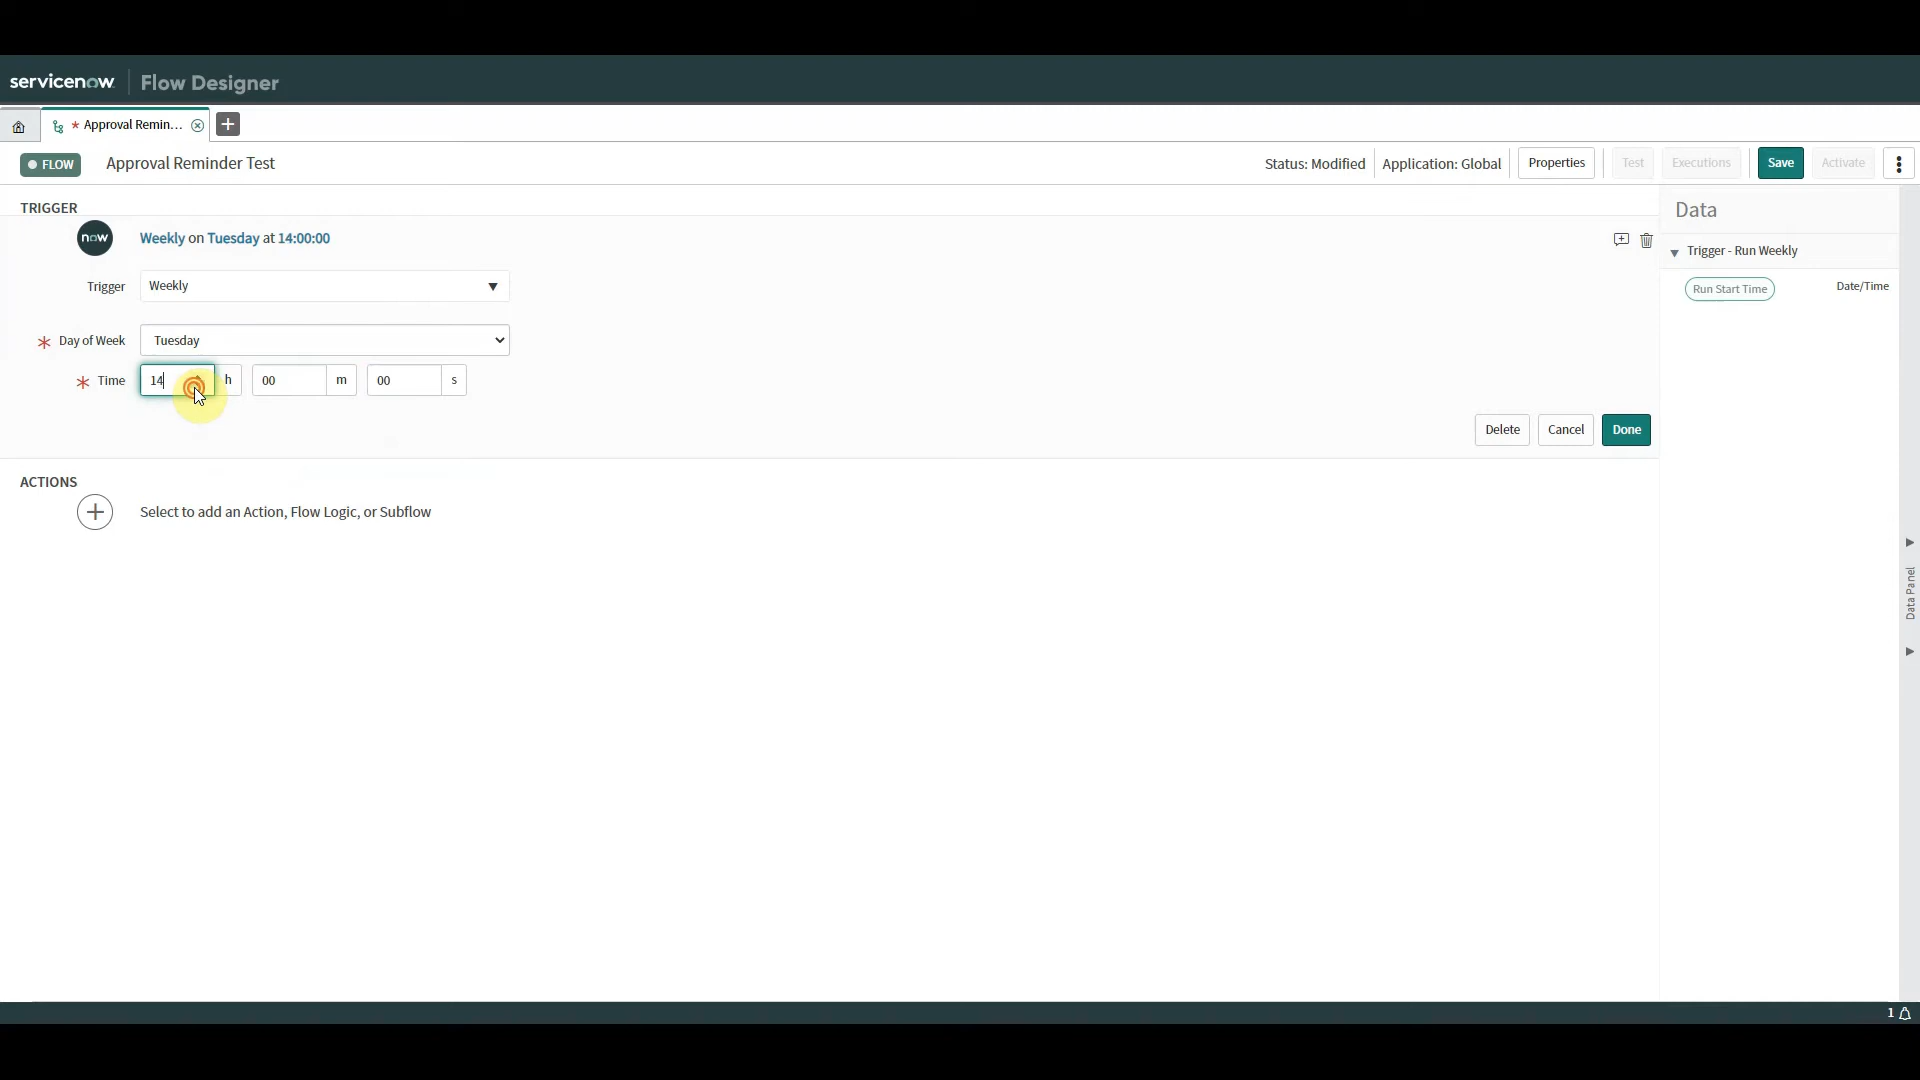 servicenow Flow Designer
* Approval Remin...
FLOW Approval Reminder Test Status: Modified Application: Global Properties Test Executions Save Activate
TRIGGER
Data
now Weekly on Tuesday at 14:00:00
Trigger - Run Weekly
Trigger Weekly
Run Start Time Date/Time
* Day of Week Tuesday
* Time 14 h 00 m 00 s
Delete Cancel Done
ACTIONS
Select to add an Action, Flow Logic, or Subflow
Data Panel
1